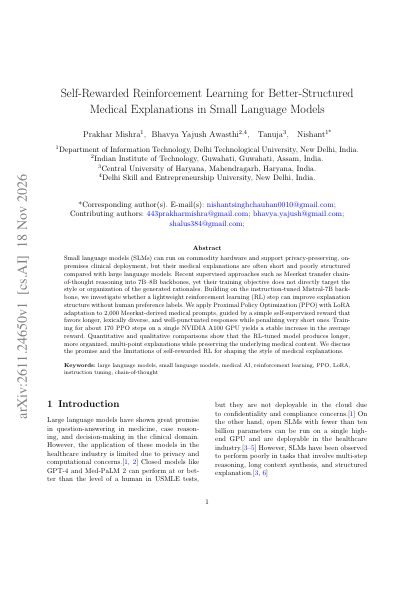 Self-Rewarded Reinforcement Learning for Better-Structured
Medical Explanations in Small Language Models
Prakhar Mishra1, Bhavya Yajush Awasthi2,4, Tanuja3, Nishant1*
1Department of Information Technology, Delhi Technological University, New Delhi, India.
2Indian Institute of Technology, Guwahati, Guwahati, Assam, India.
3Central University of Haryana, Mahendragarh, Haryana, India.
4Delhi Skill and Entrepreneurship University, New Delhi, India.
*Corresponding author(s). E-mail(s): nishantsinghchauhan0010@gmail.com;
Contributing authors: 443prakharmishra@gmail.com; bhavya.yajush@gmail.com;
shalus384@gmail.com;
Abstract
Small language models (SLMs) can run on commodity hardware and support privacy-preserving, on-
premises clinical deployment, but their medical explanations are often short and poorly structured
compared with large language models. Recent supervised approaches such as Meerkat transfer chain-
of-thought reasoning into 7B–8B backbones, yet their training objective does not directly target the
style or organization of the generated rationales. Building on the instruction-tuned Mistral-7B back-
bone, we investigate whether a lightweight reinforcement learning (RL) step can improve explanation
structure without human preference labels. We apply Proximal Policy Optimization (PPO) with LoRA
adaptation to 2,000 Meerkat-derived medical prompts, guided by a simple self-supervised reward that
favors longer, lexically diverse, and well-punctuated responses while penalizing very short ones. Train-
ing for about 170 PPO steps on a single NVIDIA A100 GPU yields a stable increase in the average
reward. Quantitative and qualitative comparisons show that the RL-tuned model produces longer,
more organized, multi-point explanations while preserving the underlying medical content. We discuss
the promise and the limitations of self-rewarded RL for shaping the style of medical explanations.
Keywords: large language models, small language models, medical AI, reinforcement learning, PPO, LoRA,
instruction tuning, chain-of-thought
arXiv:2611.24650v1 [cs.AI] 18 Nov 2026
1 Introduction
Large language models have shown great promise
in question-answering in medicine, case reason-
ing, and decision-making in the clinical domain.
However, the application of these models in the
healthcare industry is limited due to privacy and
computational concerns.[1, 2] Closed models like
GPT-4 and Med-PaLM 2 can perform at or bet-
ter than the level of a human in USMLE tests,
but they are not deployable in the cloud due
to confidentiality and compliance concerns.[1] On
the other hand, open SLMs with fewer than ten
billion parameters can be run on a single high-
end GPU and are deployable in the healthcare
industry.[3–5] However, SLMs have been observed
to perform poorly in tasks that involve multi-step
reasoning, long context synthesis, and structured
explanation.[3, 6]
1